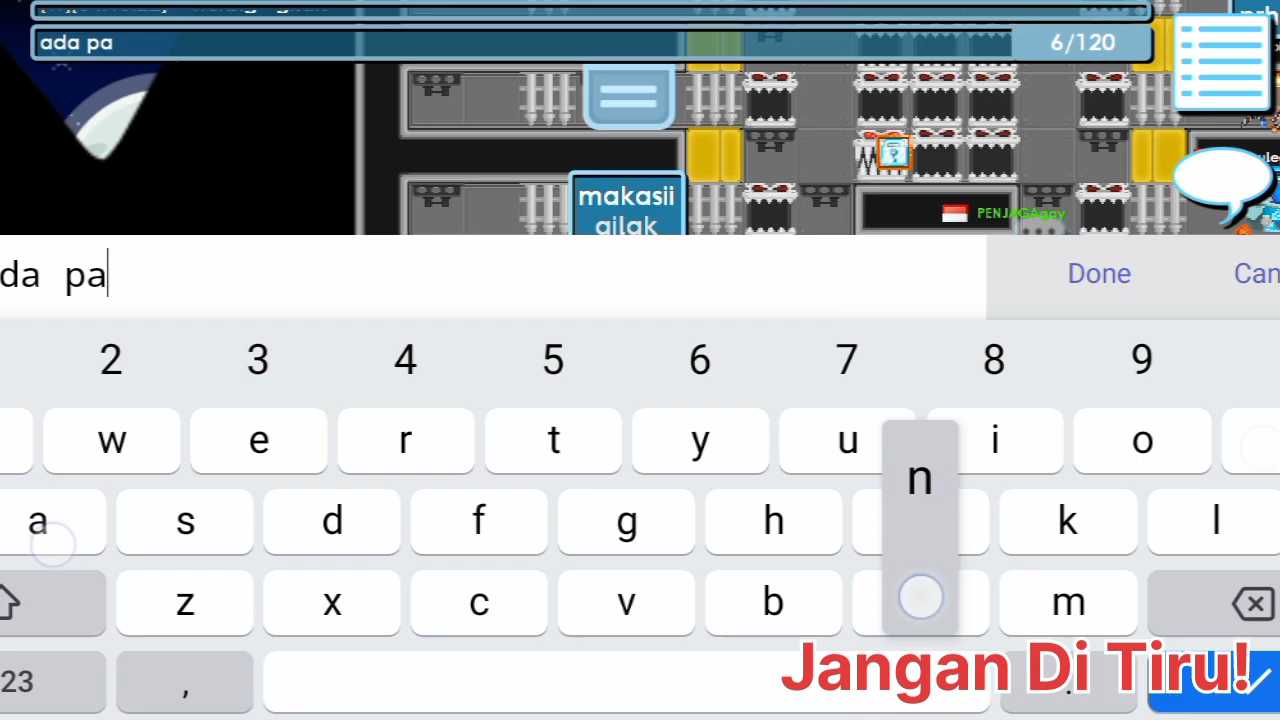 ada pa
6/120
makasii
gilak
PENJAGAgay
da pa
Done
Can
2 3 4 5 6 7 8 9
w e r t y u i o
n
a s d f g h k l
z x c v b m
23 , .
Jangan Di Tiru!